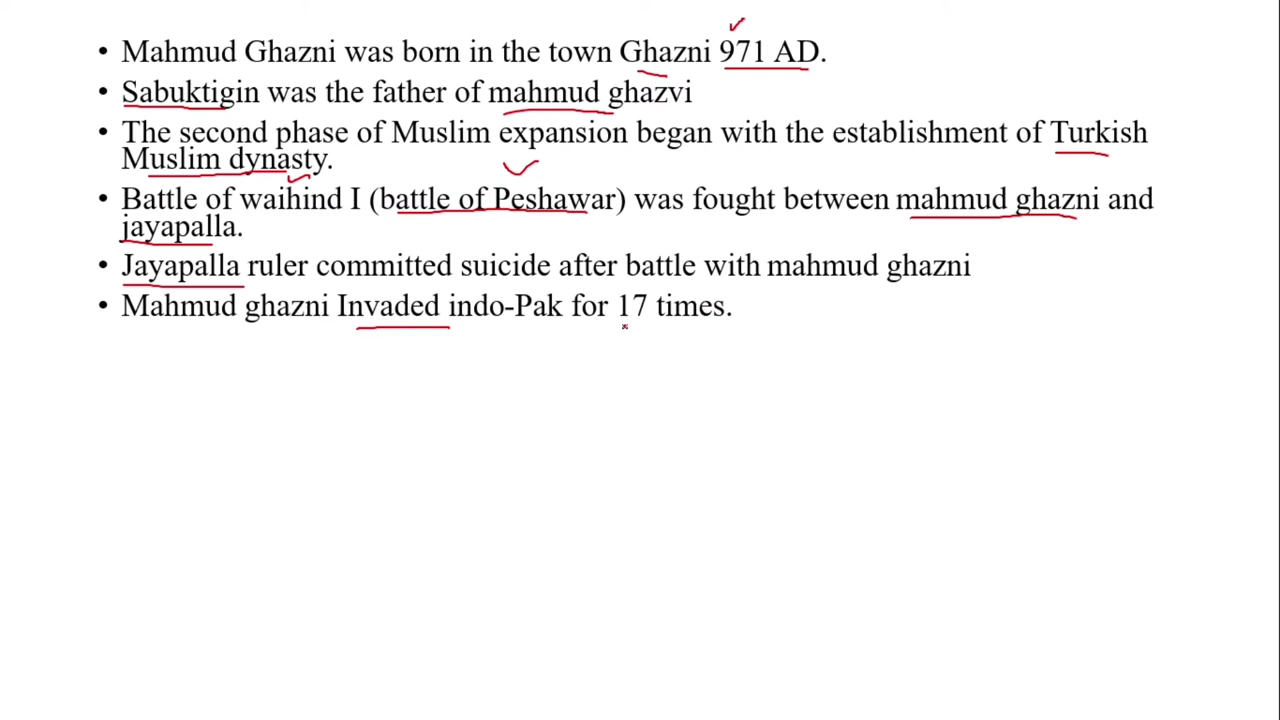 • Mahmud Ghazni was born in the town Ghazni 971 AD.
• Sabuktigin was the father of mahmud ghazvi
• The second phase of Muslim expansion began with the establishment of Turkish
Muslim dynasty.
• Battle of waihind I (battle of Peshawar) was fought between mahmud ghazni and
jayapalla.
• Jayapalla ruler committed suicide after battle with mahmud ghazni
• Mahmud ghazni Invaded indo-Pak for 17 times.